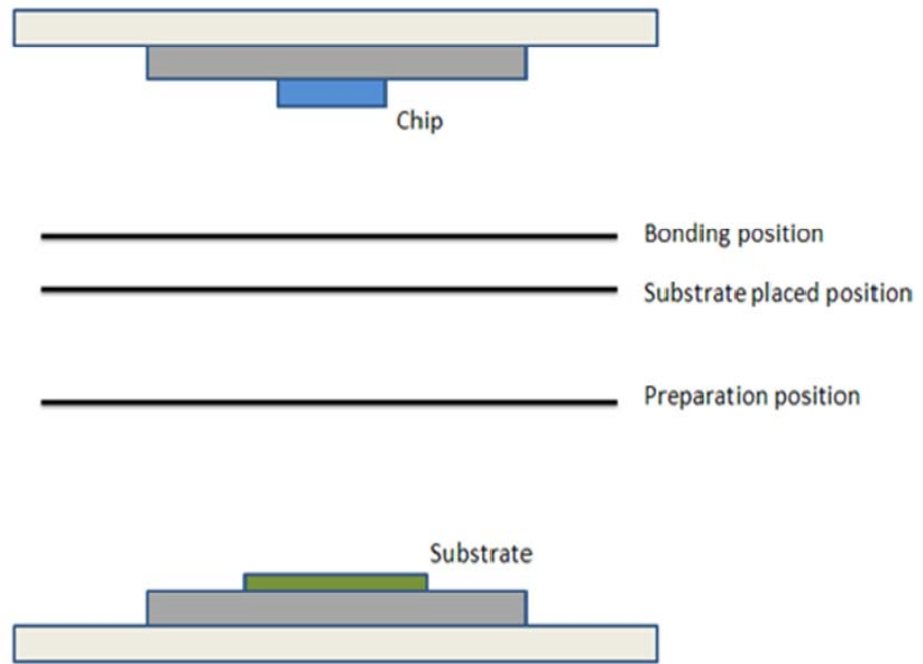 Chip
Bonding position
Substrate placed position
Preparation position
Substrate